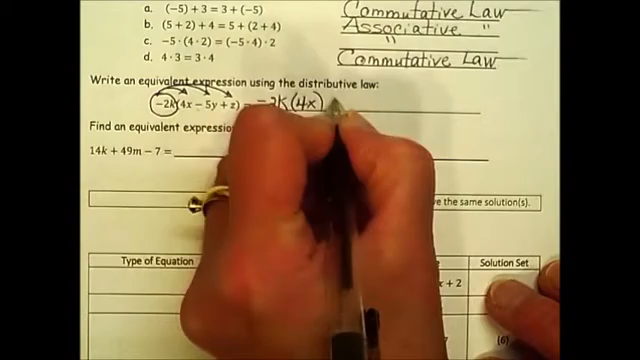 a. (−5) + 3 = 3 + (−5) Commutative Law
b. (5 + 2) + 4 = 5 + (2 + 4) Associative "
c. −5 ∙ (4 ∙ 2) = (−5 ∙ 4) ∙ 2 "
d. 4 ∙ 3 = 3 ∙ 4 Commutative Law
Write an equivalent expression using the distributive law:
−2k(4x − 5y + z) = −2k(4x)
Find an equivalent expression
14k + 49m − 7 =
the same solution(s).
Type of Equation
Solution Set
x + 2
(6)